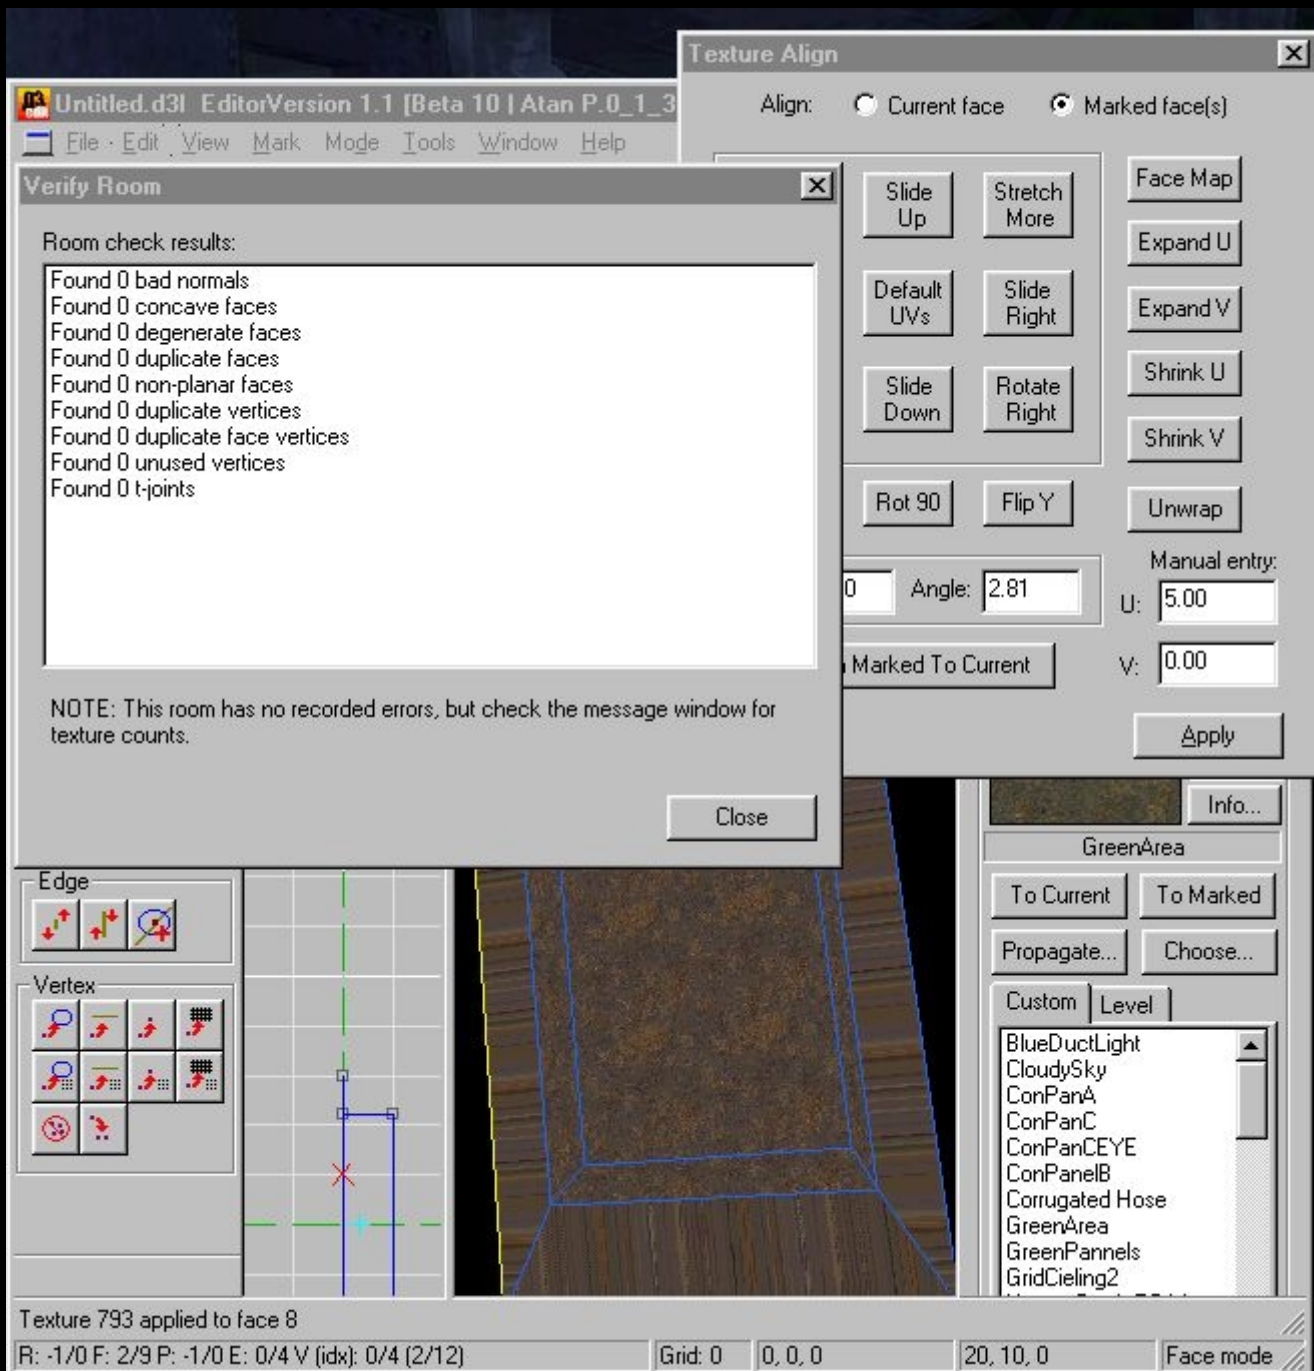 Texture Align
Untitled.d3l EditorVersion 1.1 [Beta 10 | Atan P.0_1_3
Align: Current face Marked face(s)
File Edit View Mark Mode Tools Window Help
Verify Room
Room check results:
Found 0 bad normals
Found 0 concave faces
Found 0 degenerate faces
Found 0 duplicate faces
Found 0 non-planar faces
Found 0 duplicate vertices
Found 0 duplicate face vertices
Found 0 unused vertices
Found 0 t-joints
NOTE: This room has no recorded errors, but check the message window for
texture counts.
Close
Slide
Up
Stretch
More
Face Map
Expand U
Default
UVs
Slide
Right
Expand V
Shrink U
Slide
Down
Rotate
Right
Shrink V
Rot 90
Flip Y
Unwrap
Manual entry:
0 Angle: 2.81
U: 5.00
Marked To Current
V: 0.00
Apply
Info...
GreenArea
To Current
To Marked
Propagate...
Choose...
Custom Level
BlueDuctLight
CloudySky
ConPanA
ConPanC
ConPanCEYE
ConPanelB
Corrugated Hose
GreenArea
GreenPannels
GridCieling2
Edge
Vertex
Texture 793 applied to face 8
R: -1/0 F: 2/9 P: -1/0 E: 0/4 V (idx): 0/4 (2/12)
Grid: 0
0, 0, 0
20, 10, 0
Face mode